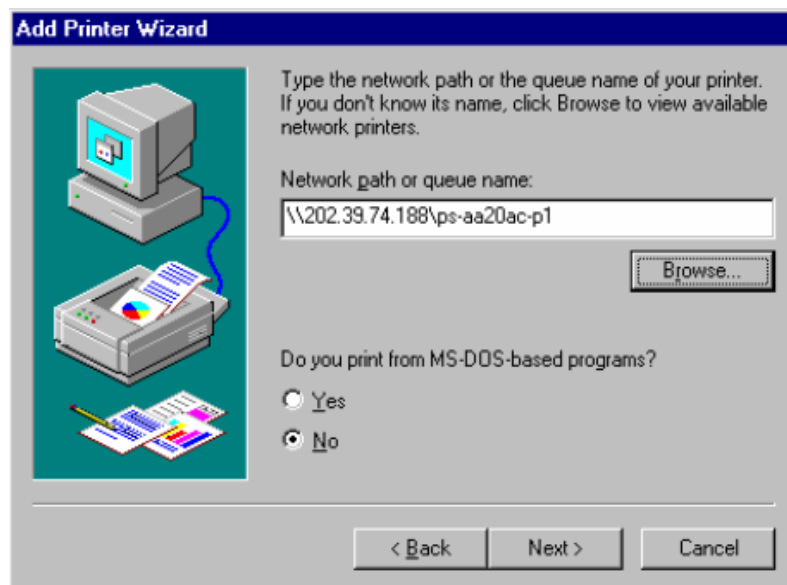 Add Printer Wizard
Type the network path or the queue name of your printer.
If you don't know its name, click Browse to view available
network printers.
Network path or queue name:
\\202.39.74.188\ps-aa20ac-p1
Browse...
Do you print from MS-DOS-based programs?
Yes
No
< Back Next > Cancel